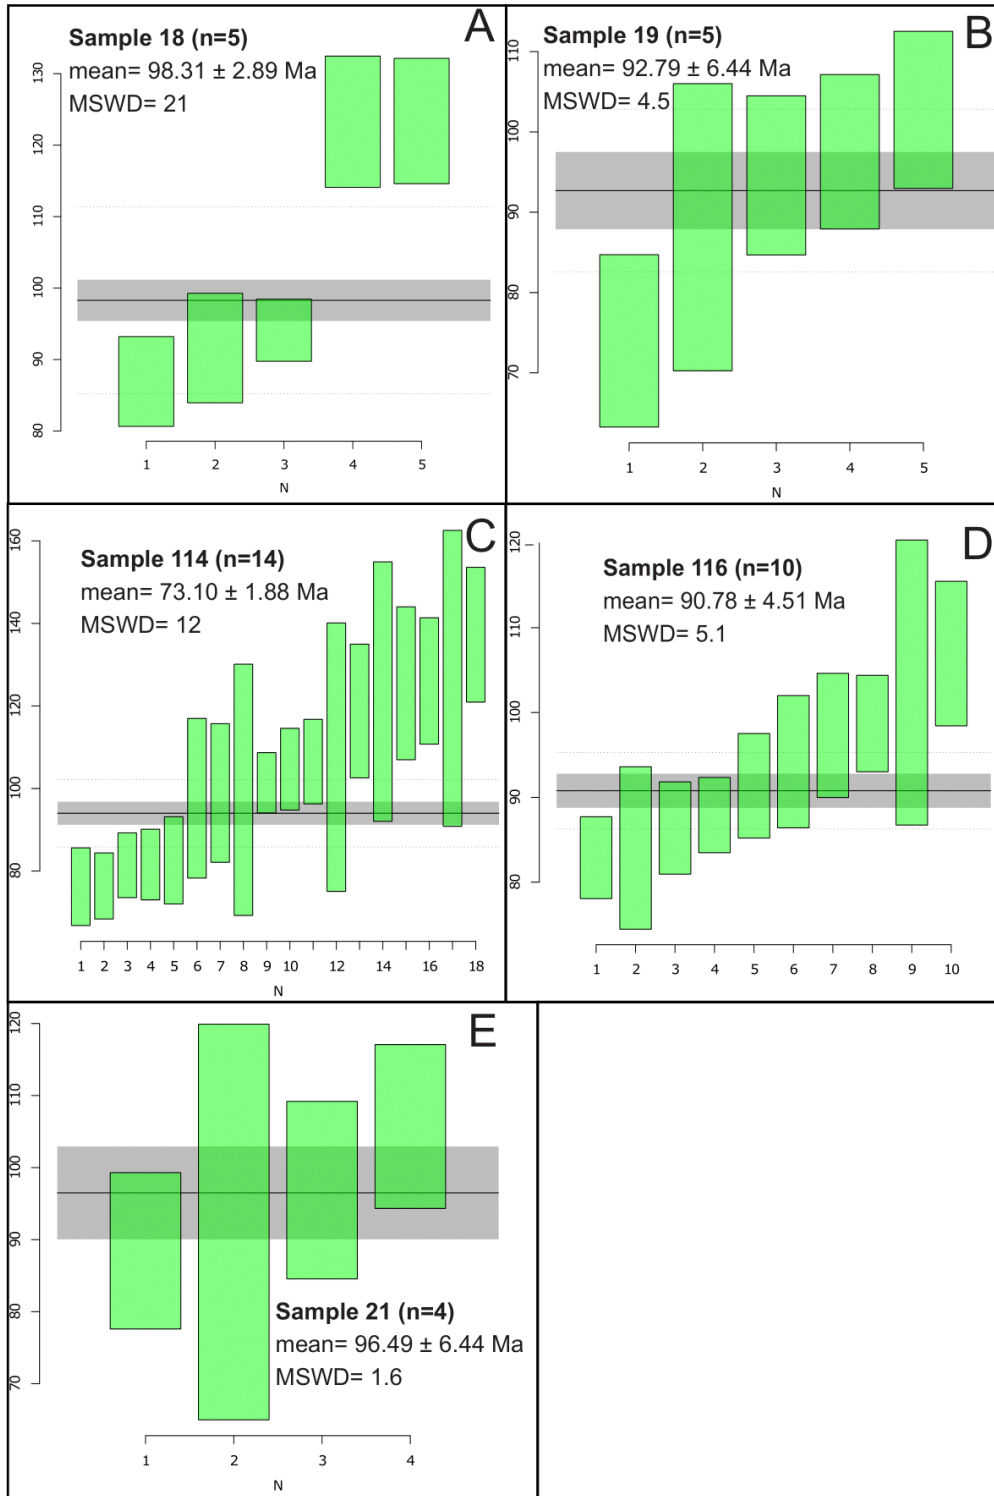 A
Sample 18 (n=5)
mean= 98.31 ± 2.89 Ma
MSWD= 21
130
120
110
100
90
80
1 2 3 4 5
N
B
Sample 19 (n=5)
mean= 92.79 ± 6.44 Ma
MSWD= 4.5
110
100
90
80
70
1 2 3 4 5
N
C
Sample 114 (n=14)
mean= 73.10 ± 1.88 Ma
MSWD= 12
160
140
120
100
80
1 2 3 4 5 6 7 8 9 10 12 14 16 18
N
D
Sample 116 (n=10)
mean= 90.78 ± 4.51 Ma
MSWD= 5.1
120
110
100
90
80
1 2 3 4 5 6 7 8 9 10
E
120
110
100
90
80
70
Sample 21 (n=4)
mean= 96.49 ± 6.44 Ma
MSWD= 1.6
1 2 3 4
N